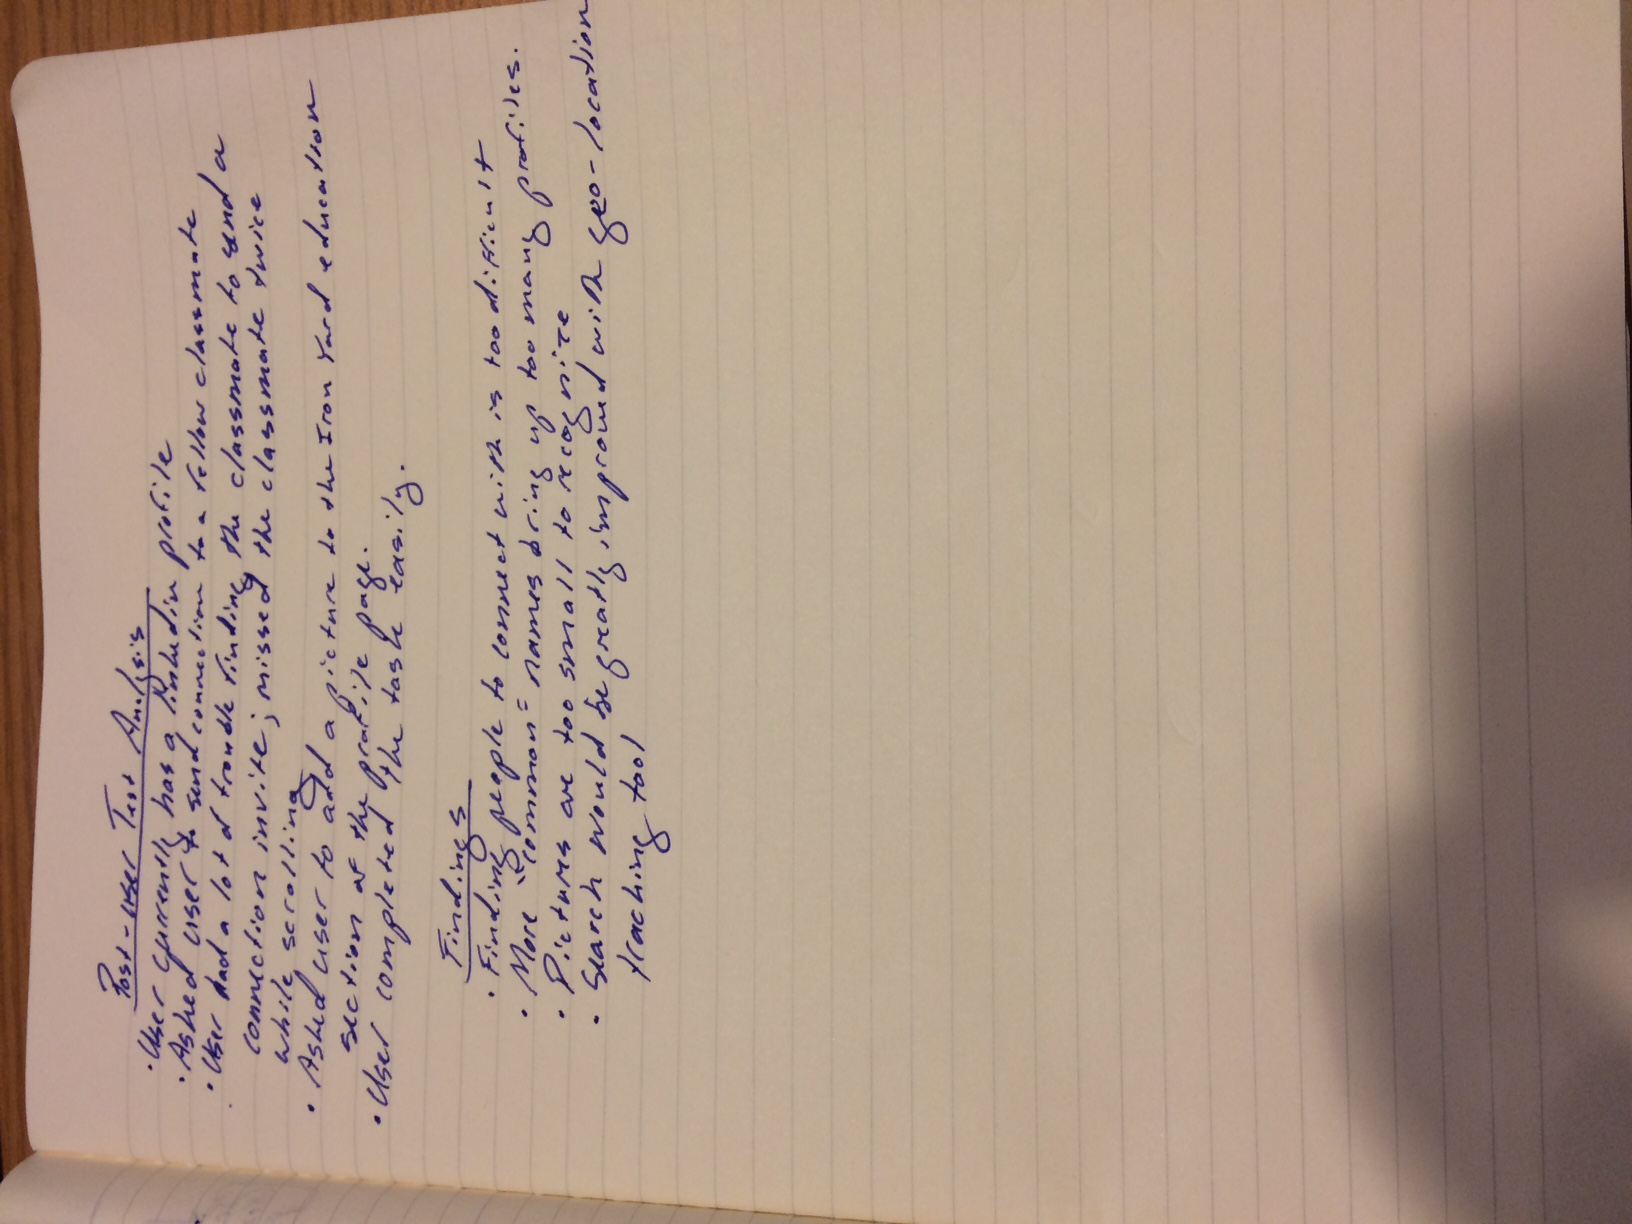 Post-user Test Analysis
· User currently has a linkedin profile
· Asked user to send connection to a fellow classmate
· User had a lot of trouble finding the classmate to send a
connection invite; missed the classmate twice
while scrolling
· Asked user to add a picture to the Iron Yard education
section of the profile page.
· User completed the task easily.
Findings
· Finding people to connect with is too difficult
· More "common" names bring up too many profiles.
· Pictures are too small to recognize
· Search would be greatly improved with geo-location
tracking tool